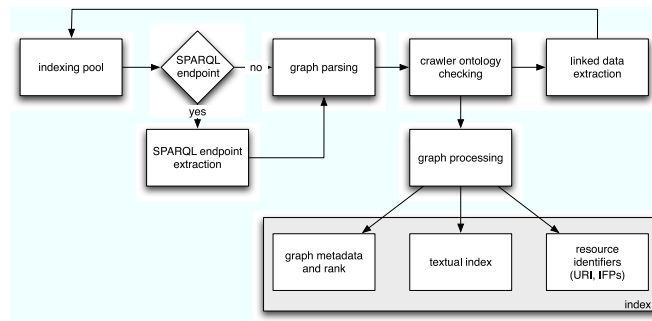 indexing pool
SPARQL
endpoint
no
graph parsing
crawler ontology
checking
linked data
extraction
yes
SPARQL endpoint
extraction
graph processing
graph metadata
and rank
textual index
resource
identifiers
(URI, IFPs)
index